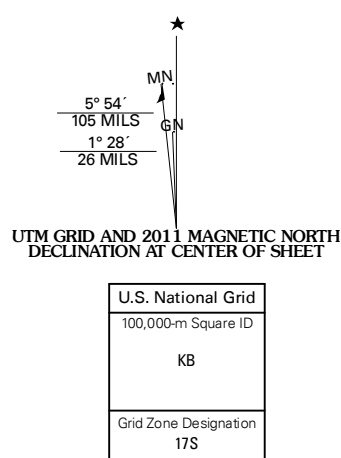 ★
MN
5° 54´
105 MILS
GN
1° 28´
26 MILS
UTM GRID AND 2011 MAGNETIC NORTH
DECLINATION AT CENTER OF SHEET
U.S. National Grid
100,000-m Square ID
KB
Grid Zone Designation
17S